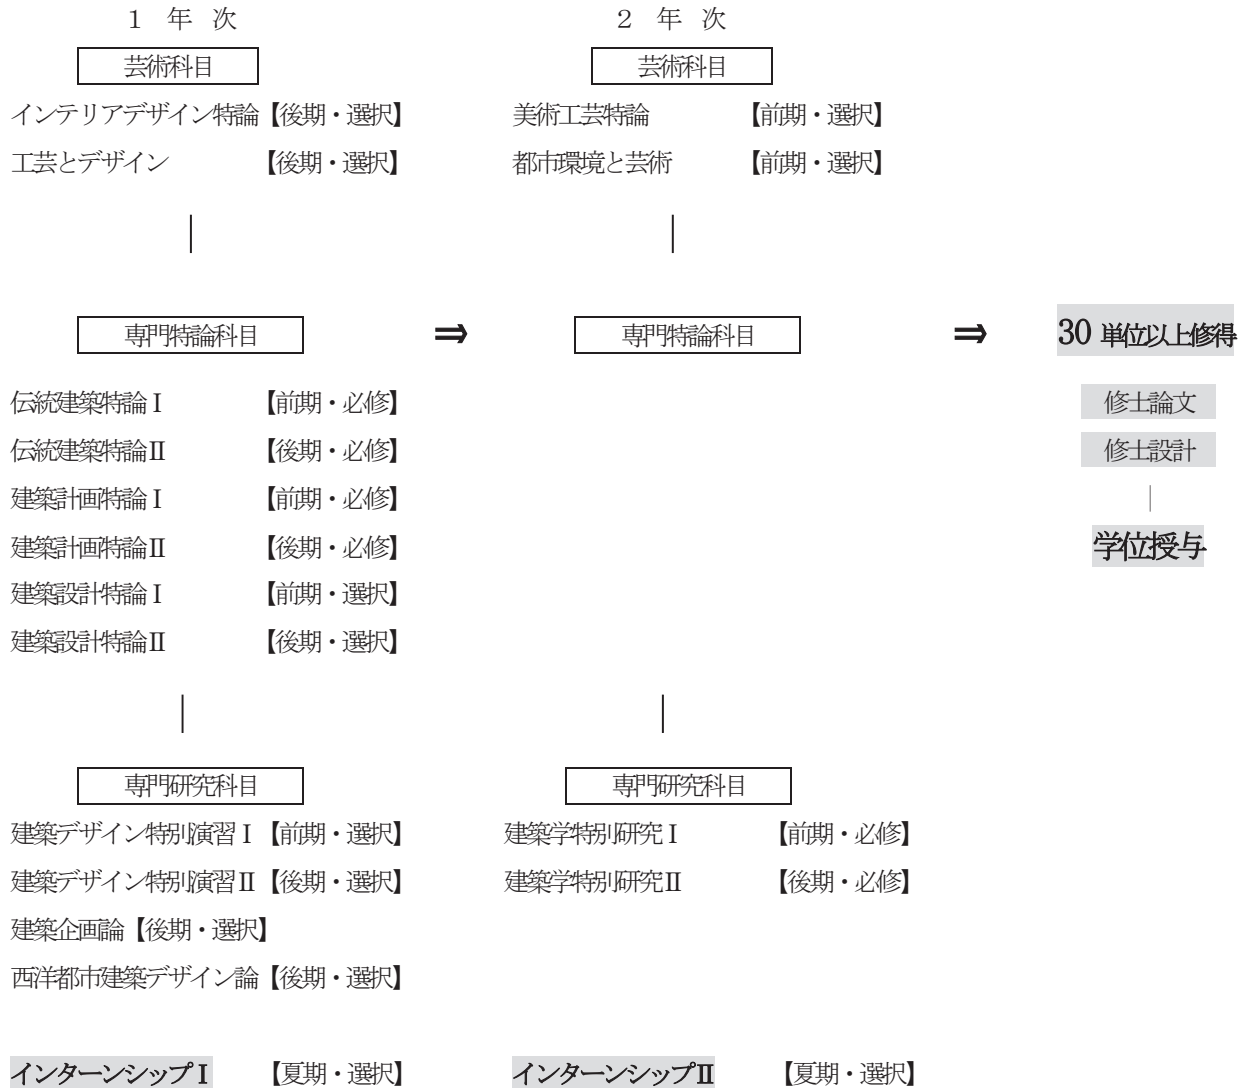 1 年 次 2 年 次
芸術科目 芸術科目
インテリアデザイン特論【後期・選択】 美術工芸特論 【前期・選択】
工芸とデザイン 【後期・選択】 都市環境と芸術 【前期・選択】
専門特論科目 ⇒ 専門特論科目 ⇒ 30 単位以上修得
伝統建築特論Ⅰ 【前期・必修】 修士論文
伝統建築特論Ⅱ 【後期・必修】 修士設計
建築計画特論Ⅰ 【前期・必修】
建築計画特論Ⅱ 【後期・必修】 学位授与
建築設計特論Ⅰ 【前期・選択】
建築設計特論Ⅱ 【後期・選択】
専門研究科目 専門研究科目
建築デザイン特別演習Ⅰ【前期・選択】 建築学特別研究Ⅰ 【前期・必修】
建築デザイン特別演習Ⅱ【後期・選択】 建築学特別研究Ⅱ 【後期・必修】
建築企画論【後期・選択】
西洋都市建築デザイン論【後期・選択】
インターンシップⅠ 【夏期・選択】 インターンシップⅡ 【夏期・選択】